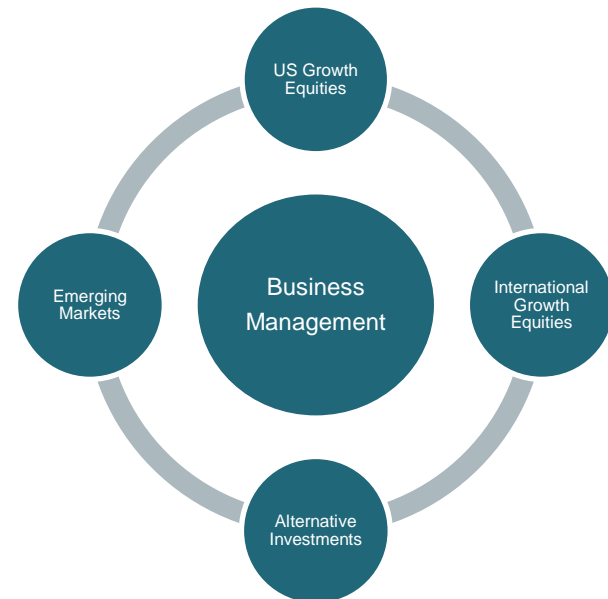 US Growth
Equities
Emerging
Markets
Business
Management
International
Growth
Equities
Alternative
Investments